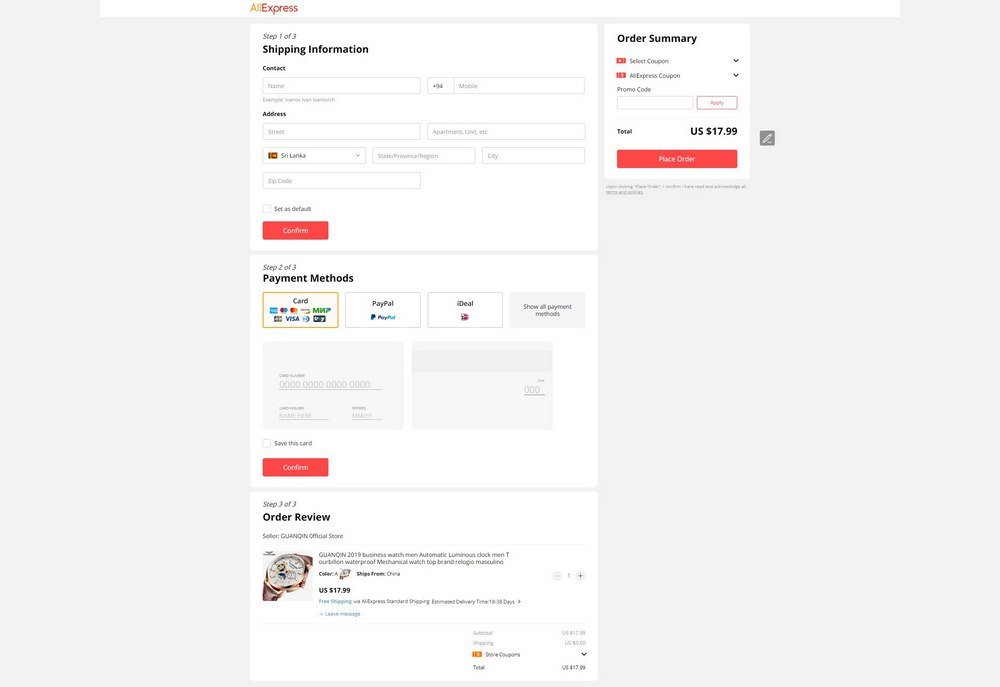 AliExpress
Step 1 of 3
Shipping Information
Contact
Name
+94
Mobile
Example: Ivanov Ivan Ivanovich
Address
Street
Apartment, Unit, etc
Sri Lanka
State/Province/Region
City
Zip Code
Set as default
Confirm
Step 2 of 3
Payment Methods
Card
МИР
VISA
PayPal
PayPal
iDeal
Show all payment
methods
CARD NUMBER
0000 0000 0000 0000
CARD HOLDER
NAME HERE
EXPIRES
MM/YY
CVV
000
Save this card
Confirm
Step 3 of 3
Order Review
Seller: GUANQIN Official Store
GUANQIN 2019 business watch men Automatic Luminous clock men T
ourbillon waterproof Mechanical watch top brand relogio masculino
Color: A
Ships From: China
1
US $17.99
Free Shipping via AliExpress Standard Shipping Estimated Delivery Time:18-38 Days
+ Leave message
Subtotal
US $17.99
Shipping
US $0.00
Store Coupons
Total
US $17.99
Order Summary
Select Coupon
AliExpress Coupon
Promo Code
Apply
Total
US $17.99
Place Order
Upon clicking 'Place Order', I confirm I have read and acknowledge all
terms and policies.